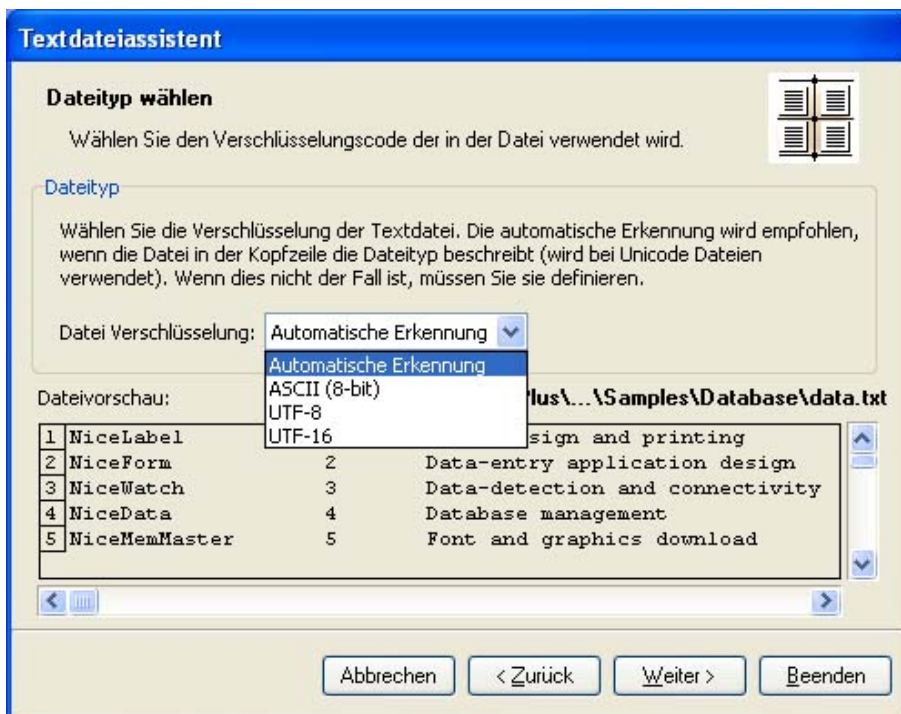 Textdateiassistent
Dateityp wählen
Wählen Sie den Verschlüsselungscode der in der Datei verwendet wird.
Dateityp
Wählen Sie die Verschlüsselung der Textdatei. Die automatische Erkennung wird empfohlen,
wenn die Datei in der Kopfzeile die Dateityp beschreibt (wird bei Unicode Dateien
verwendet). Wenn dies nicht der Fall ist, müssen Sie sie definieren.
Datei Verschlüsselung: Automatische Erkennung
Automatische Erkennung
ASCII (8-bit)
UTF-8
UTF-16
Dateivorschau: \...\Samples\Database\data.txt
1 NiceLabel and printing
2 NiceForm 2 Data-entry application design
3 NiceWatch 3 Data-detection and connectivity
4 NiceData 4 Database management
5 NiceMemMaster 5 Font and graphics download
Abbrechen < Zurück Weiter > Beenden